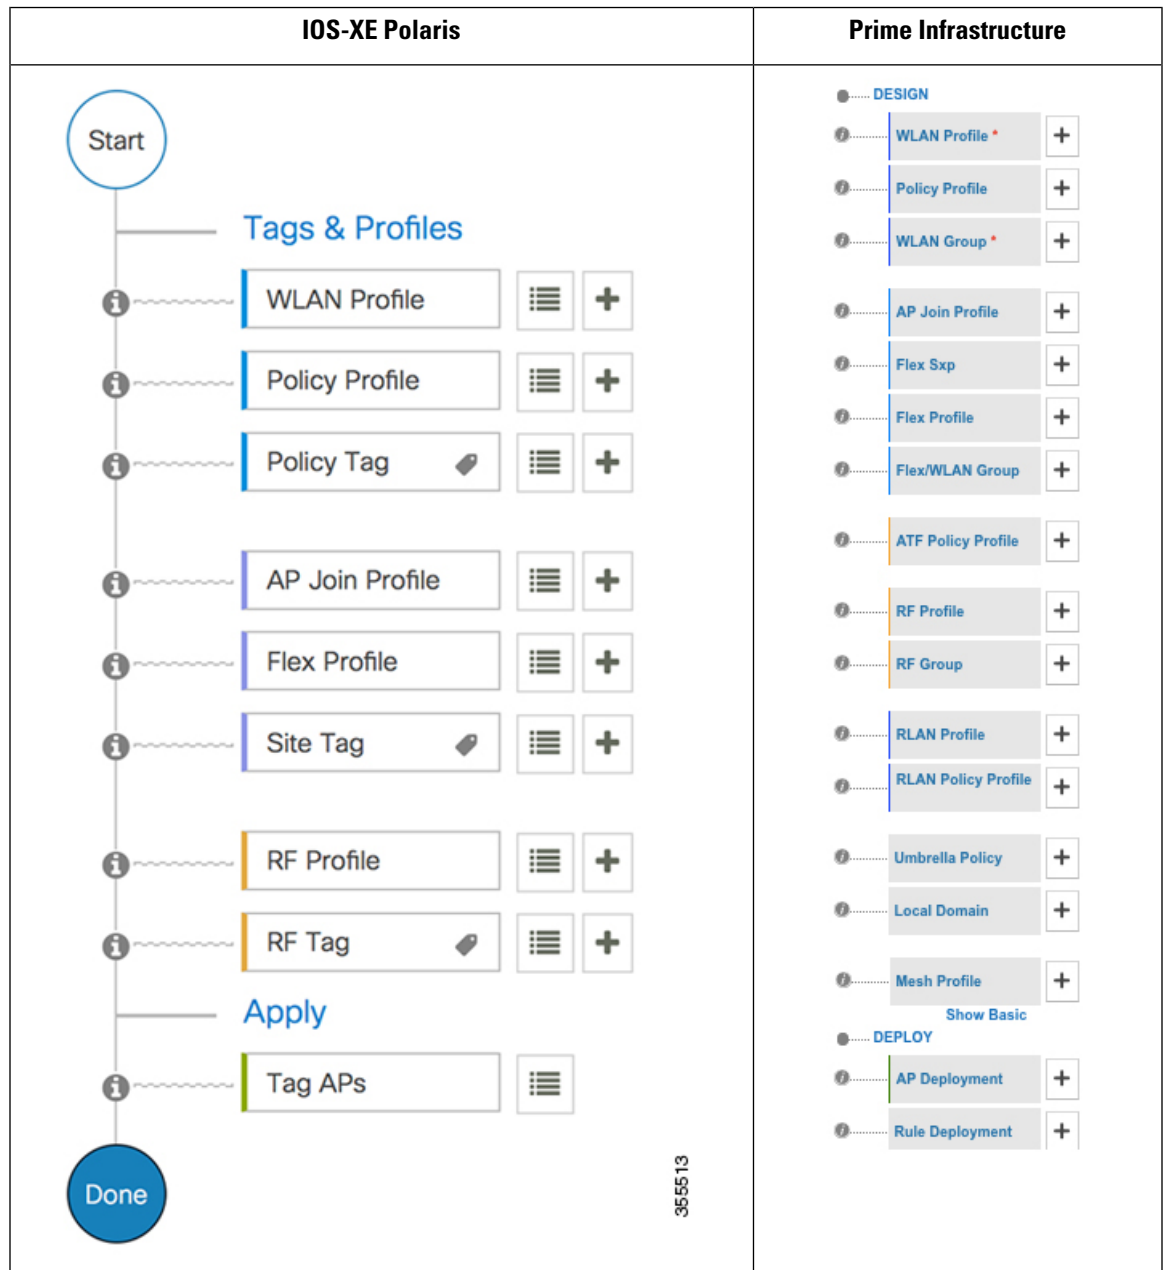 IOS-XE Polaris
Prime Infrastructure
Start
Tags & Profiles
WLAN Profile
Policy Profile
Policy Tag
AP Join Profile
Flex Profile
Site Tag
RF Profile
RF Tag
Apply
Tag APs
Done
355513
DESIGN
WLAN Profile *
Policy Profile
WLAN Group *
AP Join Profile
Flex Sxp
Flex Profile
Flex/WLAN Group
ATF Policy Profile
RF Profile
RF Group
RLAN Profile
RLAN Policy Profile
Umbrella Policy
Local Domain
Mesh Profile
Show Basic
DEPLOY
AP Deployment
Rule Deployment